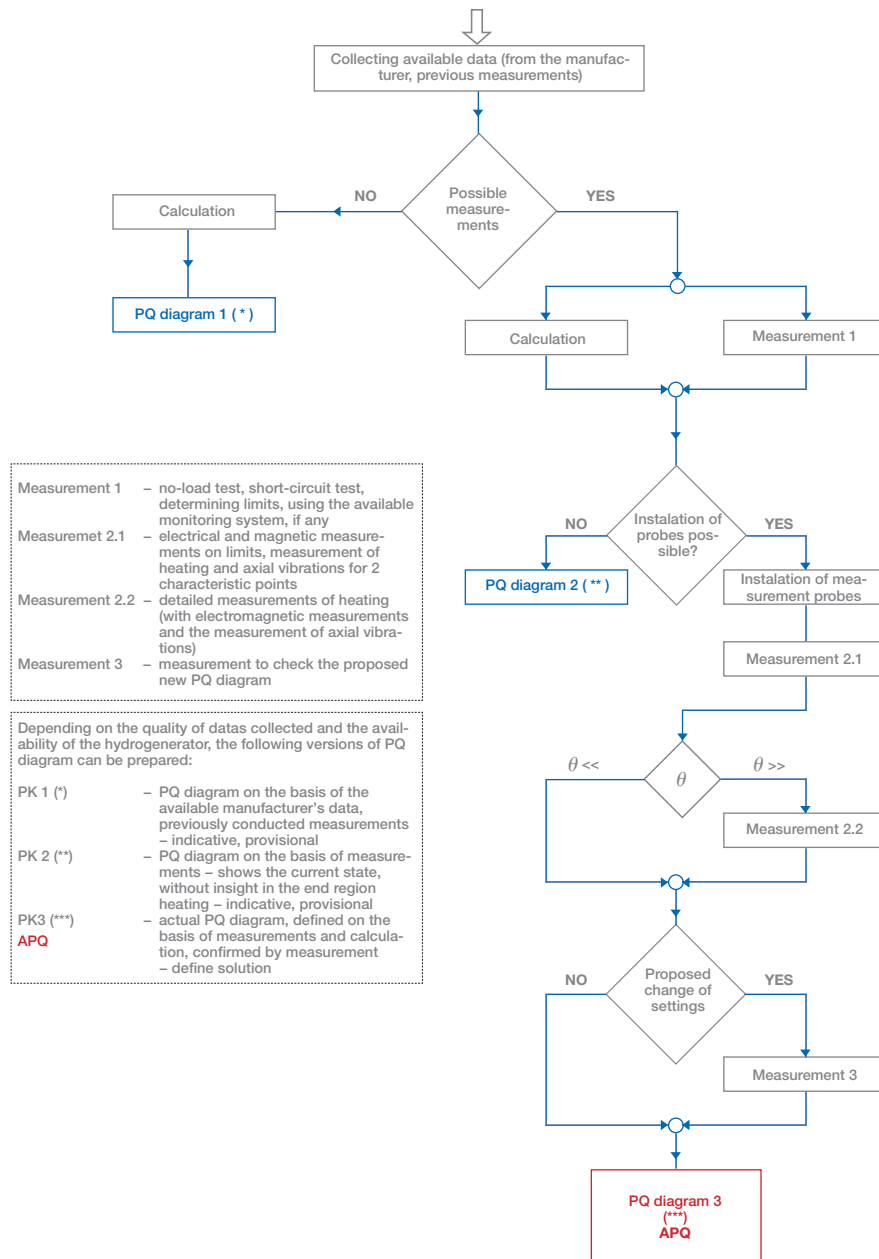 Collecting available data (from the manufac-
turer, previous measurements)
Possible
measure-
ments
NO
YES
Calculation
PQ diagram 1 ( * )
Calculation
Measurement 1
Instalation of
probes pos-
sible?
NO
YES
PQ diagram 2 ( ** )
Instalation of mea-
surement probes
Measurement 2.1
θ <<
θ
θ >>
Measurement 2.2
Proposed
change of
settings
NO
YES
Measurement 3
PQ diagram 3
(***)
APQ
Measurement 1 – no-load test, short-circuit test,
determining limits, using the available
monitoring system, if any
Measuremet 2.1 – electrical and magnetic measure-
ments on limits, measurement of
heating and axial vibrations for 2
characteristic points
Measurement 2.2 – detailed measurements of heating
(with electromagnetic measurements
and the measurement of axial vibra-
tions)
Measurement 3 – measurement to check the proposed
new PQ diagram
Depending on the quality of datas collected and the avail-
ability of the hydrogenerator, the following versions of PQ
diagram can be prepared:
PK 1 (*) – PQ diagram on the basis of the
available manufacturer's data,
previously conducted measurements
– indicative, provisional
PK 2 (**) – PQ diagram on the basis of measure-
ments – shows the current state,
without insight in the end region
heating – indicative, provisional
PK3 (***) – actual PQ diagram, defined on the
APQ basis of measurements and calcula-
tion, confirmed by measurement
– define solution